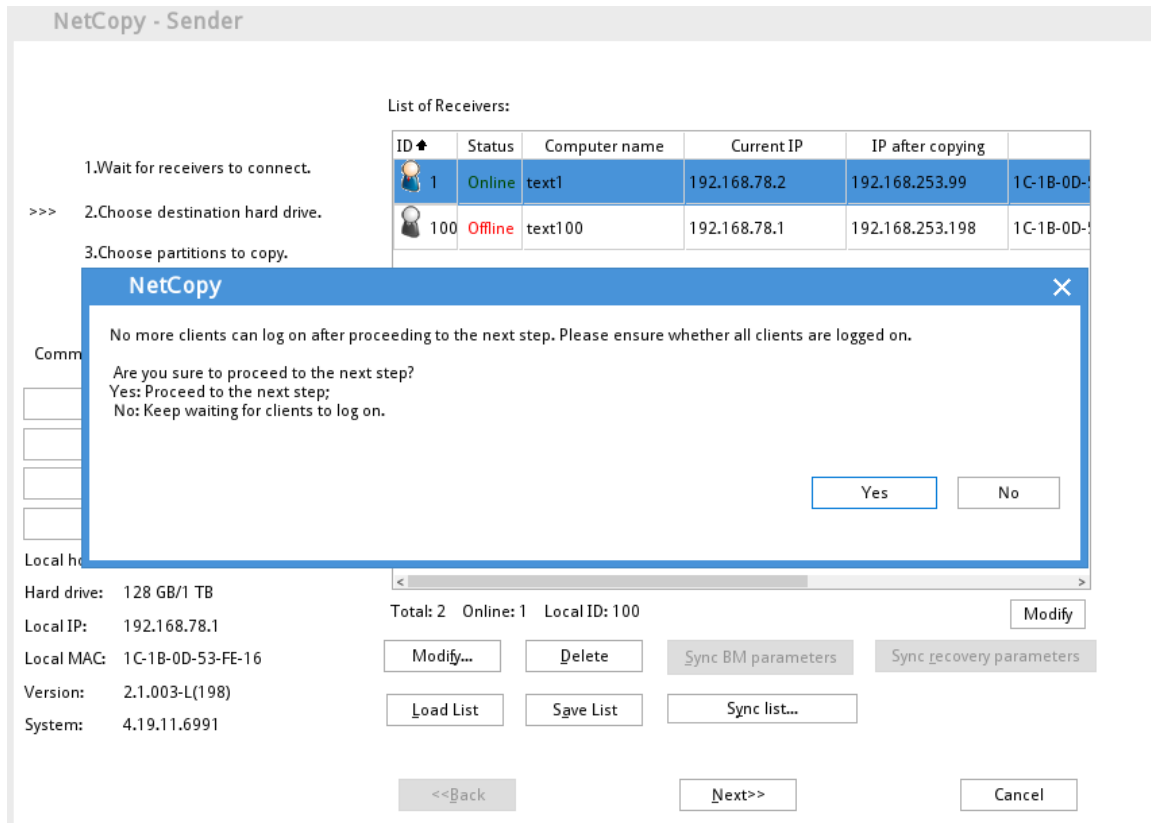 NetCopy - Sender
List of Receivers:
ID Status Computer name Current IP IP after copying
1 Online text1 192.168.78.2 192.168.253.99 1C-1B-0D-
100 Offline text100 192.168.78.1 192.168.253.198 1C-1B-0D-
1.Wait for receivers to connect.
>>> 2.Choose destination hard drive.
3.Choose partitions to copy.
NetCopy
No more clients can log on after proceeding to the next step. Please ensure whether all clients are logged on.
Are you sure to proceed to the next step?
Yes: Proceed to the next step;
No: Keep waiting for clients to log on.
Yes No
Comm
Local ho
Hard drive: 128 GB/1 TB
Local IP: 192.168.78.1
Local MAC: 1C-1B-0D-53-FE-16
Version: 2.1.003-L(198)
System: 4.19.11.6991
Total: 2 Online: 1 Local ID: 100
Modify
Modify... Delete Sync BM parameters Sync recovery parameters
Load List Save List Sync list...
<<Back Next>> Cancel